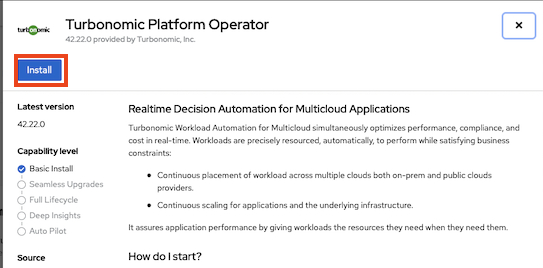 turbonomic
Turbonomic Platform Operator
42.22.0 provided by Turbonomic, Inc.
Install
Latest version
42.22.0
Capability level
Basic Install
Seamless Upgrades
Full Lifecycle
Deep Insights
Auto Pilot
Source
Realtime Decision Automation for Multicloud Applications
Turbonomic Workload Automation for Multicloud simultaneously optimizes performance, compliance, and
cost in real-time. Workloads are precisely resourced, automatically, to perform while satisfying business
constraints:
• Continuous placement of workload across multiple clouds both on-prem and public clouds
providers.
• Continuous scaling for applications and the underlying infrastructure.
It assures application performance by giving workloads the resources they need when they need them.
How do I start?